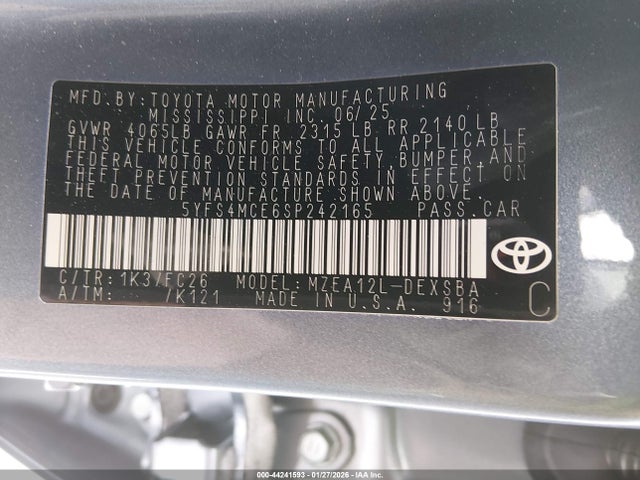 MFD.BY: TOYOTA MOTOR MANUFACTURING
MISSISSIPPI INC. 06/25
GVWR 4065LB GAWR FR 2315 LB RR 2140 LB
THIS VEHICLE CONFORMS TO ALL APPLICABLE
FEDERAL MOTOR VEHICLE SAFETY, BUMPER, AND
THEFT PREVENTION STANDARDS IN EFFECT ON
THE DATE OF MANUFACTURE SHOWN ABOVE.
5YFS4MCE6SP242165 PASS.CAR
C/TR: 1K3/FC26 MODEL: MZEA12L-DEXSBA
A/TM: /K121 MADE IN U.S.A. 916
C
000-44241593 - 01/27/2026 - IAA Inc.